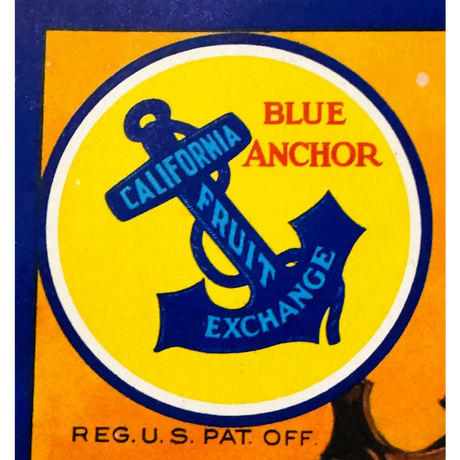 BLUE
ANCHOR
CALIFORNIA
FRUIT
EXCHANGE
REG. U. S. PAT. OFF.